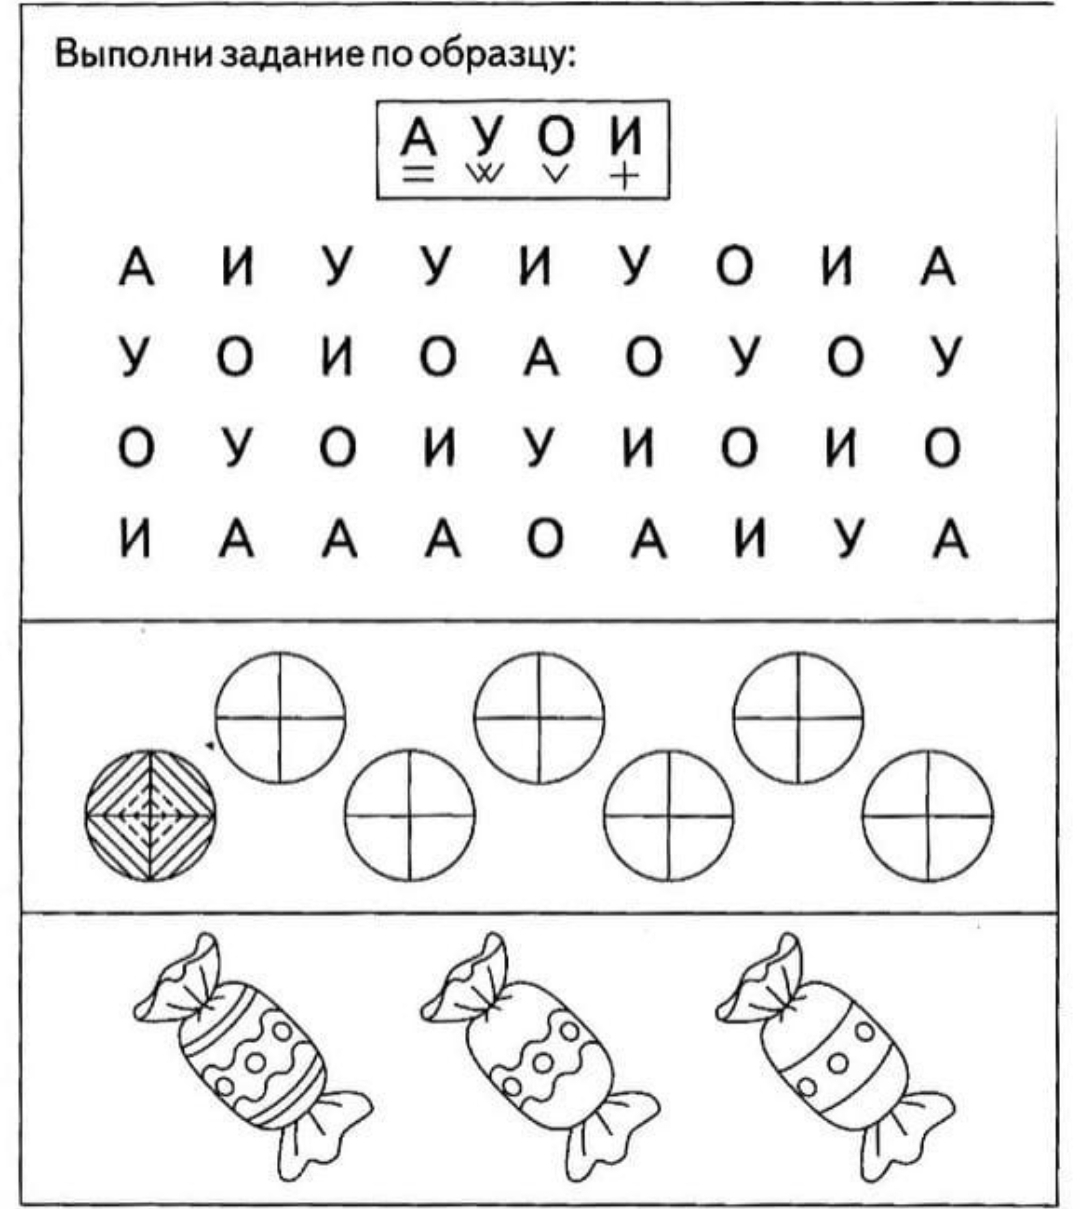 Выполни задание по образцу:
А У О И
А И У У И У О И А
У О И О А О У О У
О У О И У И О И О
И А А А О А И У А